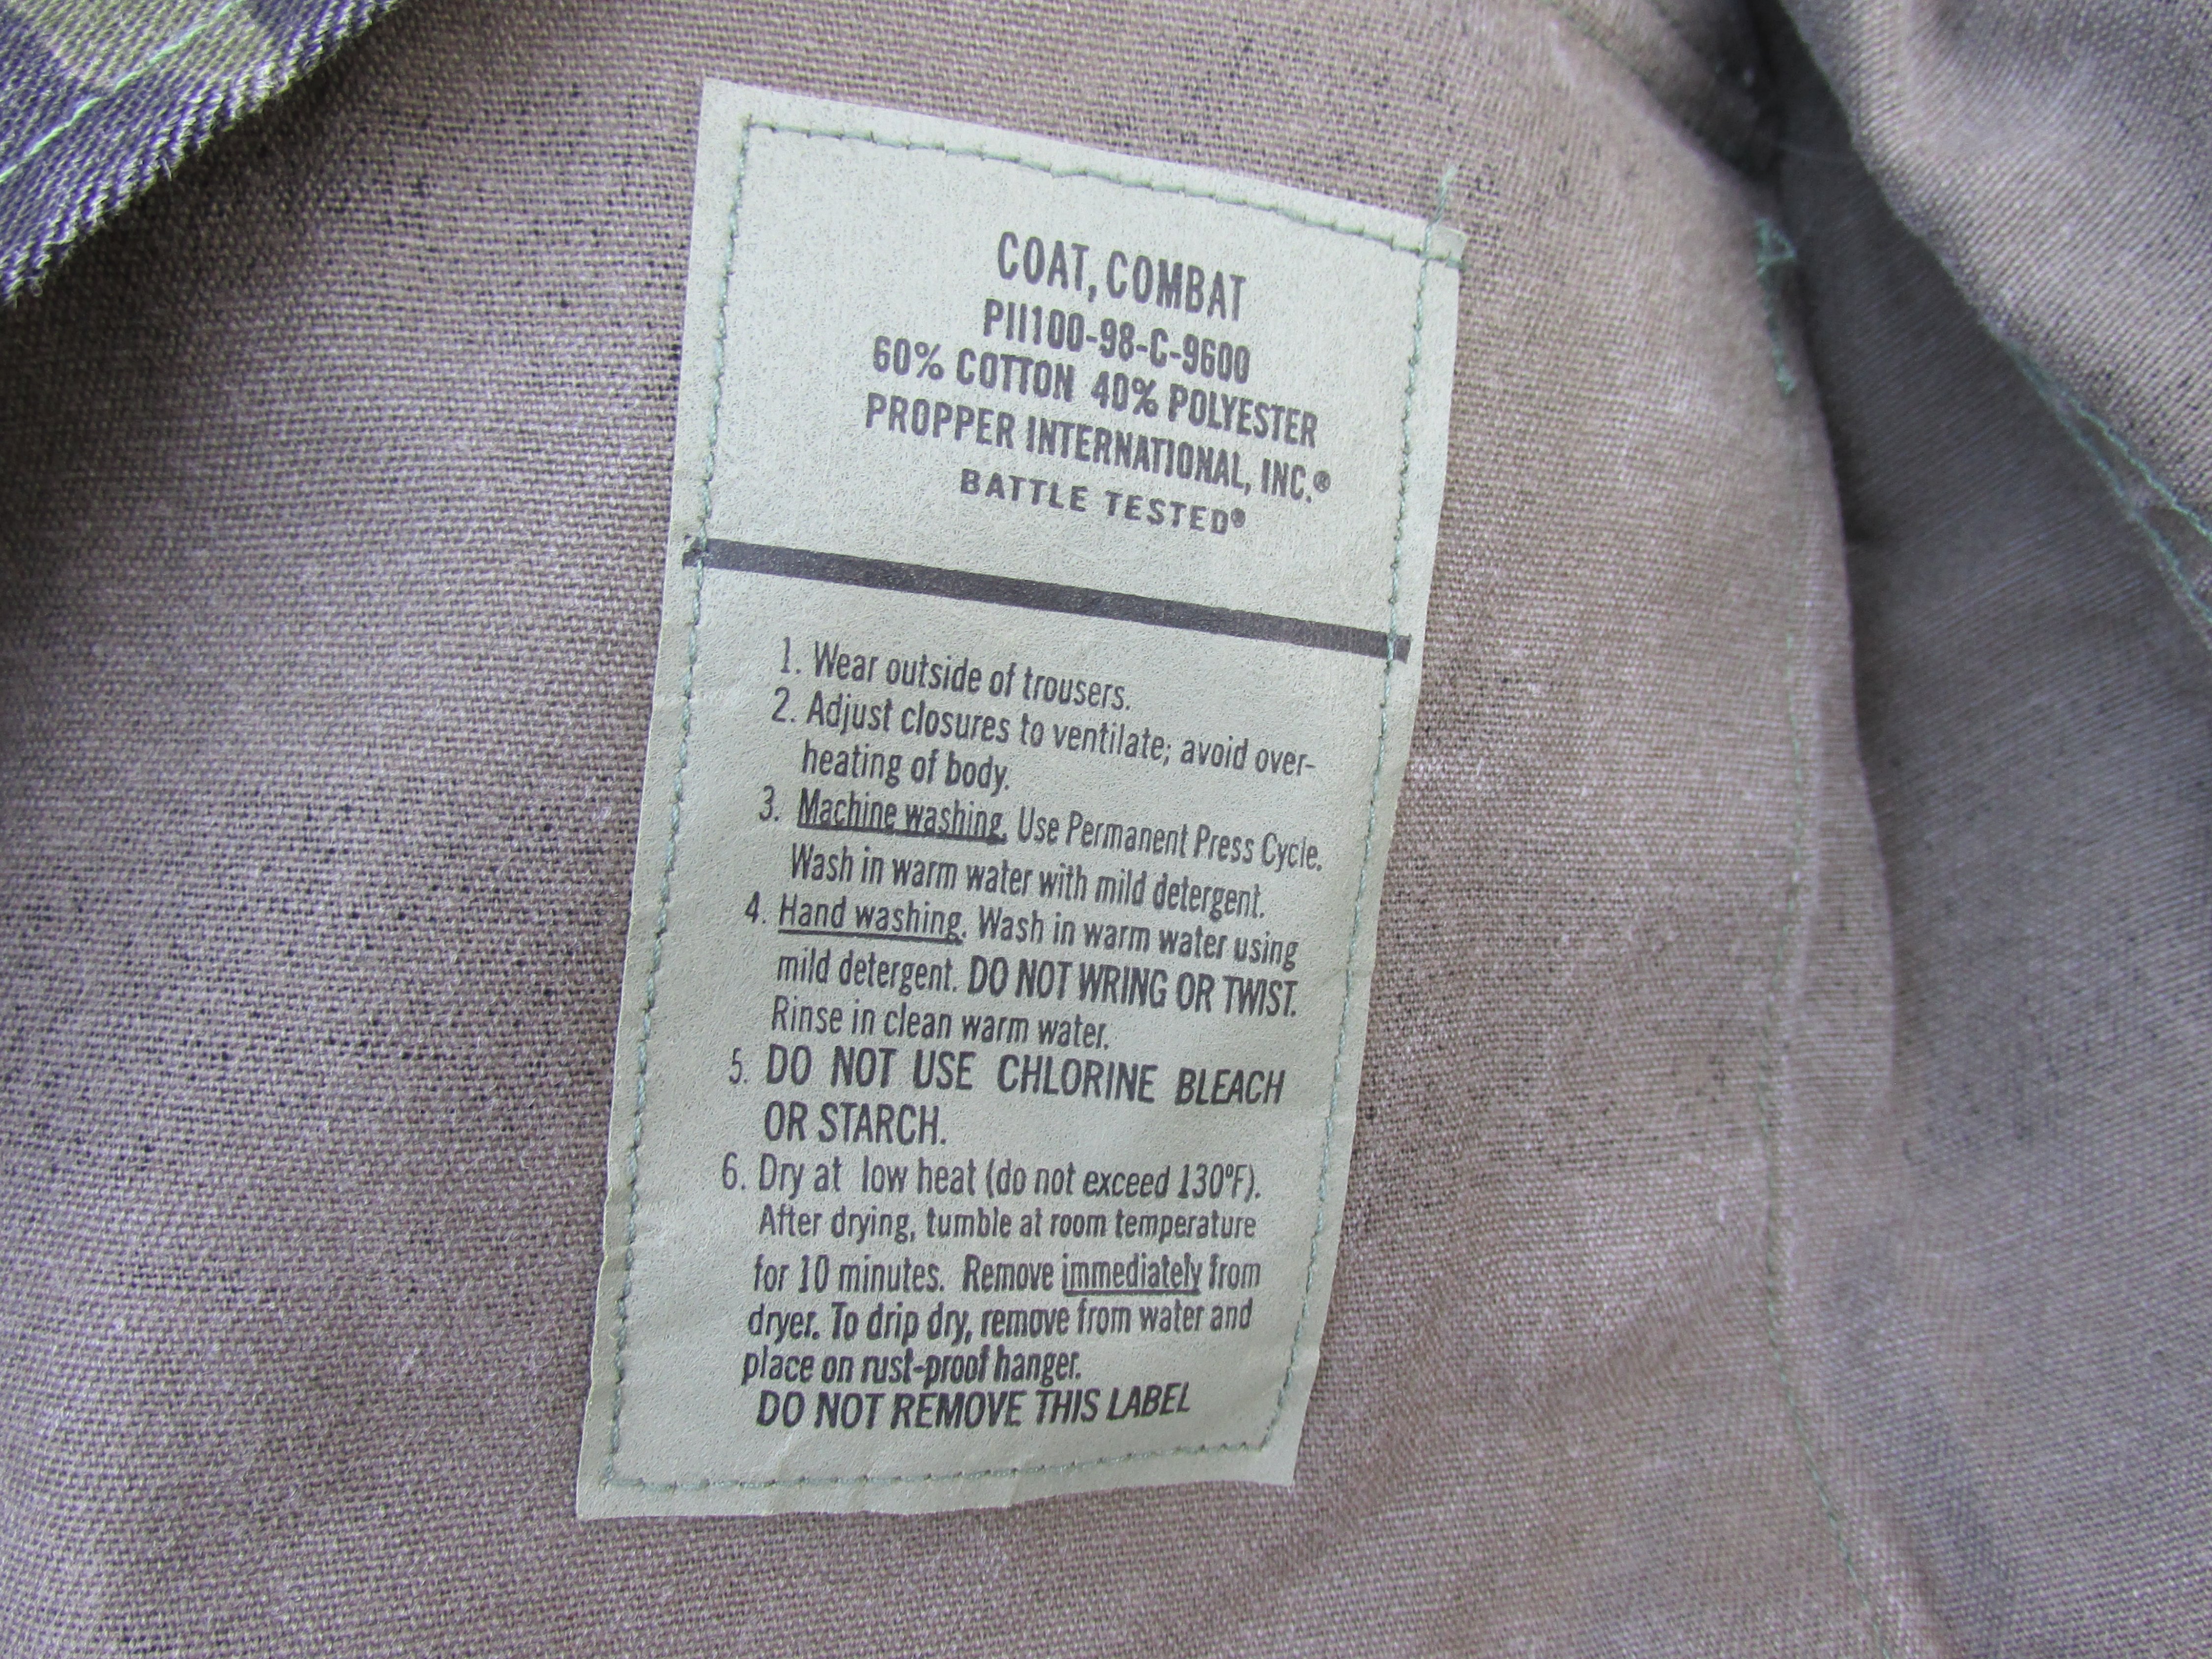 COAT, COMBAT
PII100-98-C-9600
60% COTTON 40% POLYESTER
PROPPER INTERNATIONAL, INC.®
BATTLE TESTED®
1. Wear outside of trousers.
2. Adjust closures to ventilate; avoid over-
heating of body.
3. Machine washing. Use Permanent Press Cycle.
Wash in warm water with mild detergent.
4. Hand washing. Wash in warm water using
mild detergent. DO NOT WRING OR TWIST.
Rinse in clean warm water.
5. DO NOT USE CHLORINE BLEACH
OR STARCH.
6. Dry at low heat (do not exceed 130ºF).
After drying, tumble at room temperature
for 10 minutes. Remove immediately from
dryer. To drip dry, remove from water and
place on rust-proof hanger.
DO NOT REMOVE THIS LABEL